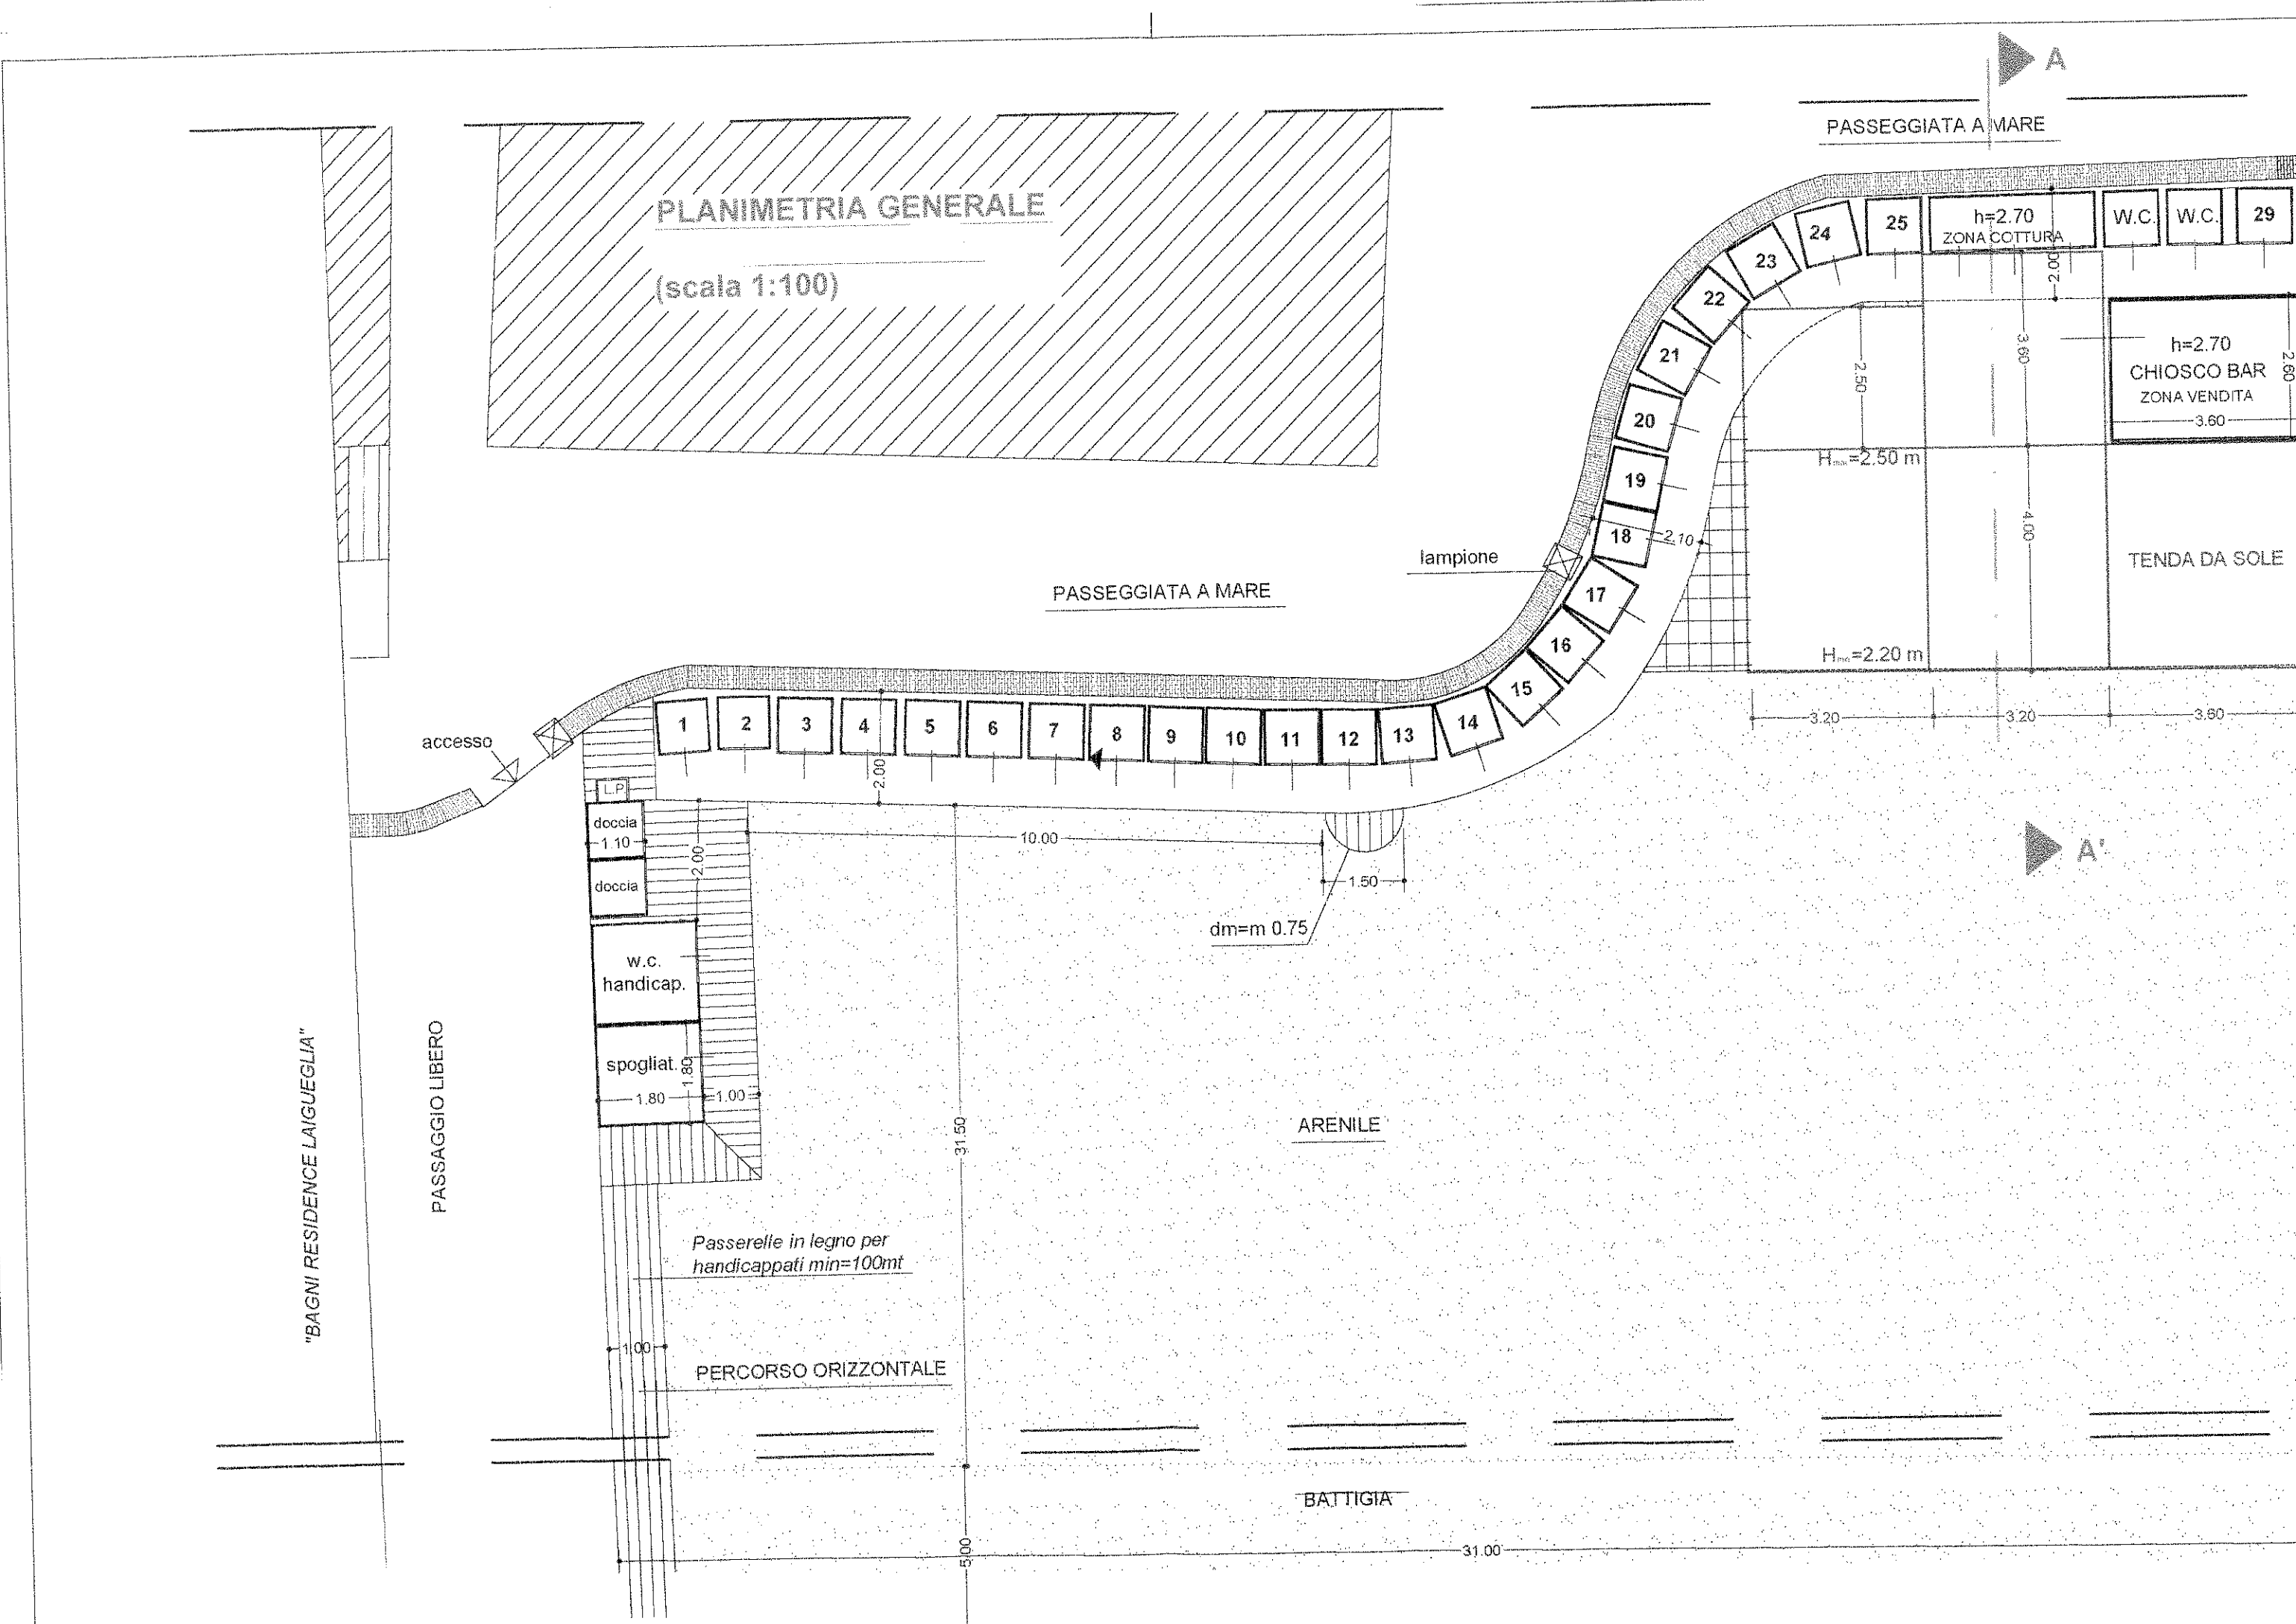 A
PASSEGGIATA A MARE
PLANIMETRIA GENERALE
(scala 1:100)
25
h=2.70
ZONA COTTURA
W.C.
W.C.
29
24
23
22
21
20
19
18
17
16
15
14
2.00
3.60
2.50
h=2.70
CHIOSCO BAR
ZONA VENDITA
3.60
2.60
=2.50 m
4.00
2.10
TENDA DA SOLE
lampione
PASSEGGIATA A MARE
=2.20 m
3.20
3.20
3.60
accesso
1
2
3
4
5
6
7
8
9
10
11
12
13
2.00
L.P.
doccia
1.10
doccia
2.00
10.00
1.50
dm=m 0.75
A'
w.c.
handicap.
spogliat.
1.80
1.80
1.00
31.50
ARENILE
"BAGNI RESIDENCE LAIGUEGLIA"
PASSAGGIO LIBERO
Passerelle in legno per
handicappati min=100mt
1.00
PERCORSO ORIZZONTALE
BATTIGIA
5.00
31.00